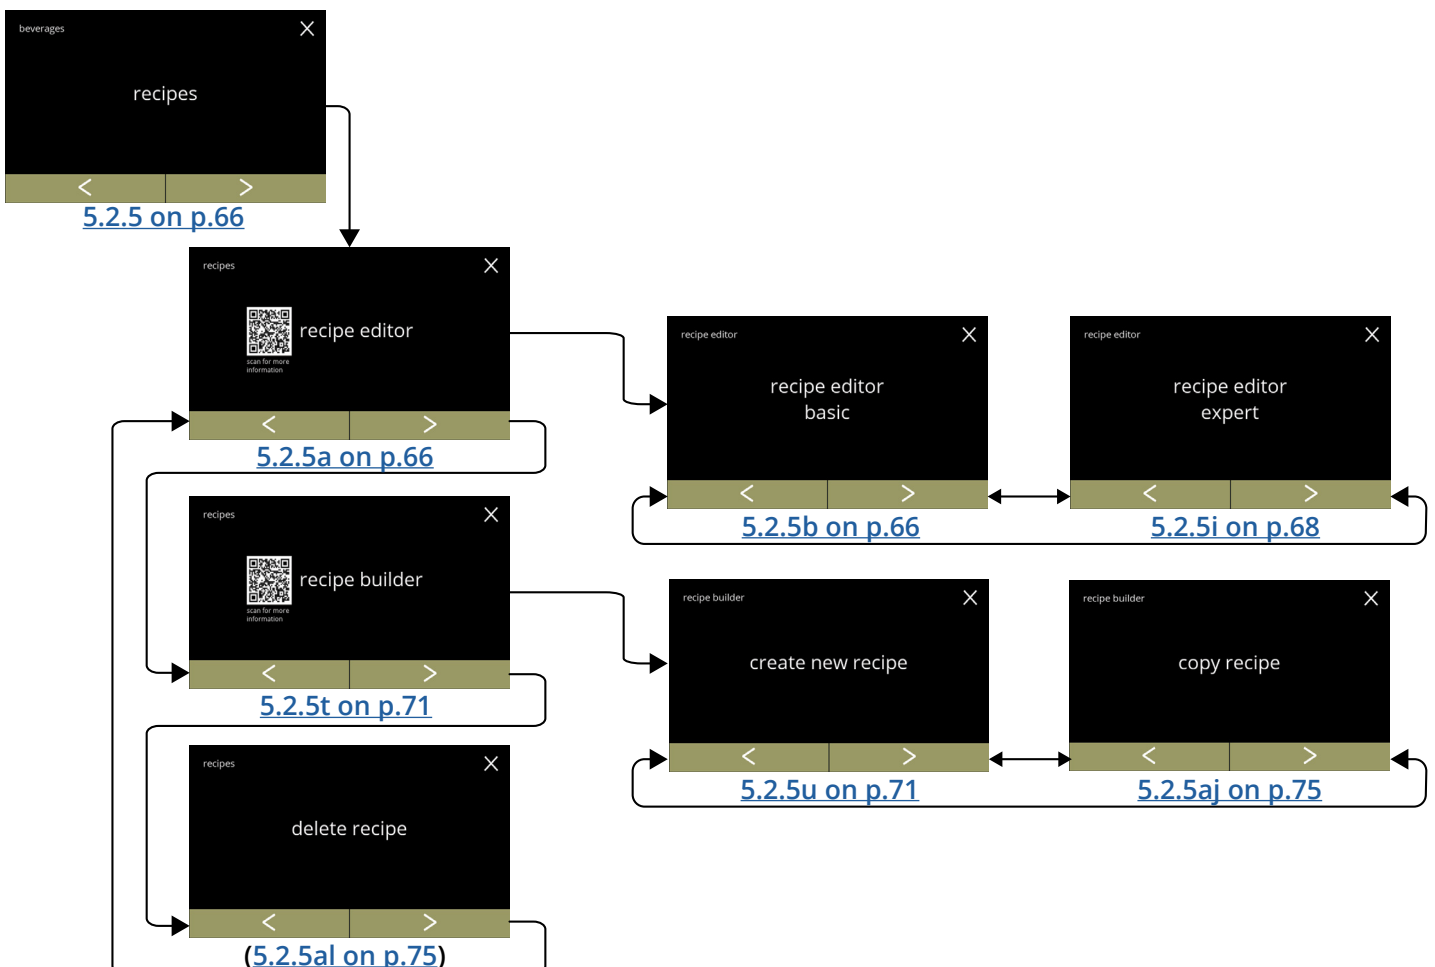 beverages
recipes
5.2.5 on p.66
recipes
recipe editor
scan for more
information
5.2.5a on p.66
recipe editor
recipe editor
basic
5.2.5b on p.66
recipe editor
recipe editor
expert
5.2.5i on p.68
recipes
recipe builder
scan for more
information
5.2.5t on p.71
recipe builder
create new recipe
5.2.5u on p.71
recipe builder
copy recipe
5.2.5aj on p.75
recipes
delete recipe
(5.2.5al on p.75)